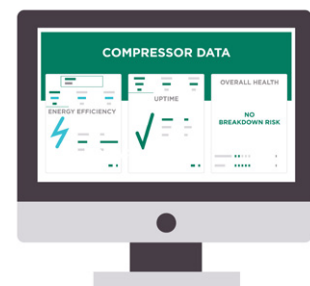 COMPRESSOR DATA
ENERGY EFFICIENCY
UPTIME
OVERALL HEALTH
NO
BREAKDOWN RISK